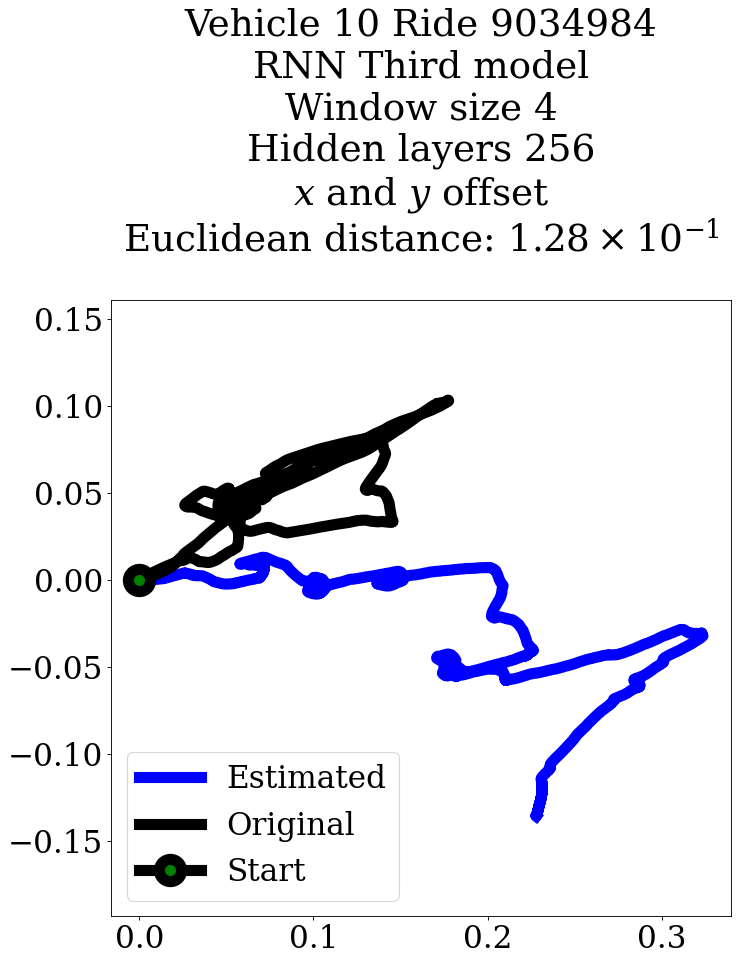 Vehicle 10 Ride 9034984
RNN Third model
Window size 4
Hidden layers 256
x and y offset
Euclidean distance: 1.28 × 10⁻¹
0.15
0.10
0.05
0.00
−0.05
−0.10
−0.15
Estimated
Original
Start
0.0 0.1 0.2 0.3